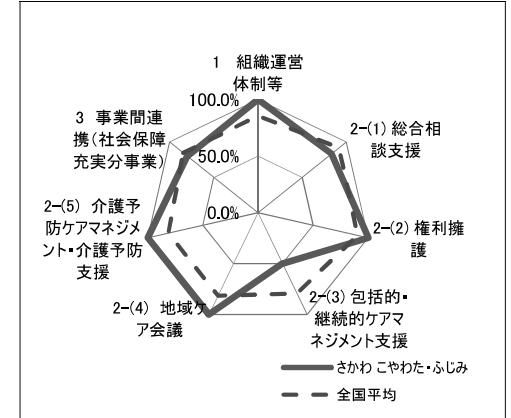 1　組織運営
体制等
100.0%
50.0%
0.0%
2-(1) 総合相
談支援
2-(2) 権利擁
護
2-(3) 包括的・
継続的ケアマ
ネジメント支援
2-(4) 地域ケ
ア会議
2-(5) 介護予
防ケアマネジメ
ント・介護予防
支援
3 事業間連
携(社会保障
充実分事業)
さかわ こやわた・ふじみ
全国平均